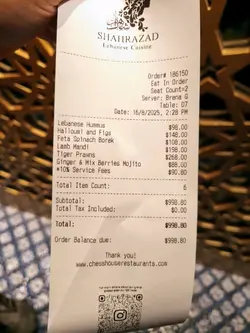 SHAHRAZAD
Lebanese Cuisine
Order# 186150
Eat In Order
Seat Count=2
Server: Brena G
Table: 07
Date: 16/8/2025, 2:28 PM
Lebanese Hummus $96.00
Halloumi and Figs $148.00
Feta Spinach Borek $108.00
Lamb Mandi $198.00
Tiger Prawns $268.00
Ginger & Mix Berries Mojito $88.00
*10% Service Fees $90.80
Total Item Count: 6
Subtotal: $998.80
Total Tax Included: $0.00
Total: $998.80
Order Balance due: $998.80
Thank you!
www.chesshouserestaurants.com